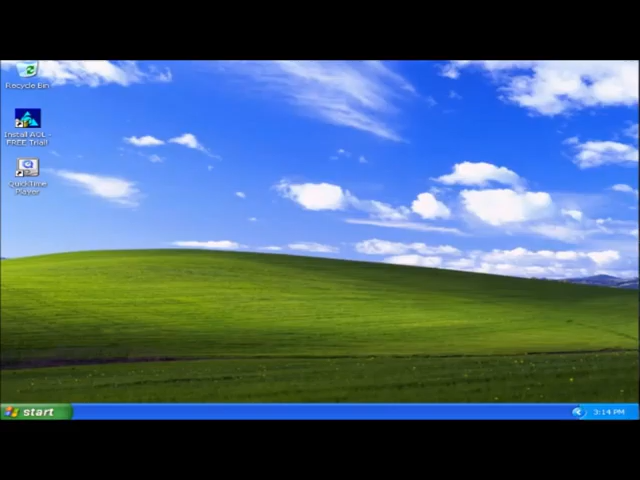 Recycle Bin
Install AOL -
FREE Trial!
QuickTime
Player
start
3:14 PM